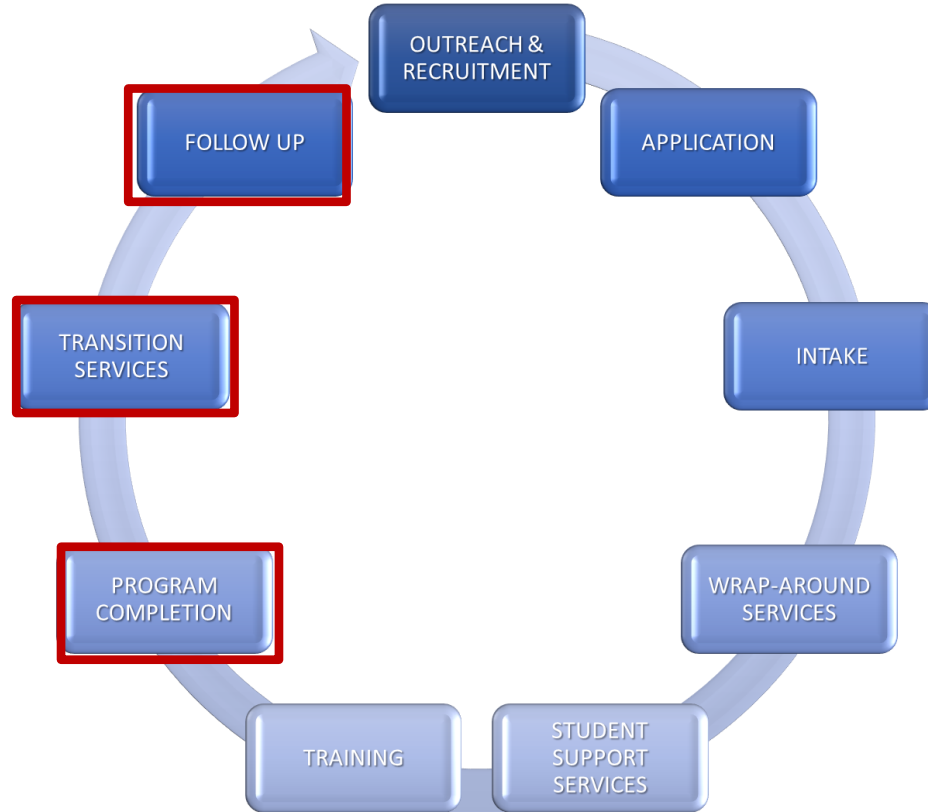 OUTREACH &
RECRUITMENT
APPLICATION
INTAKE
WRAP-AROUND
SERVICES
STUDENT
SUPPORT
SERVICES
TRAINING
PROGRAM
COMPLETION
TRANSITION
SERVICES
FOLLOW UP